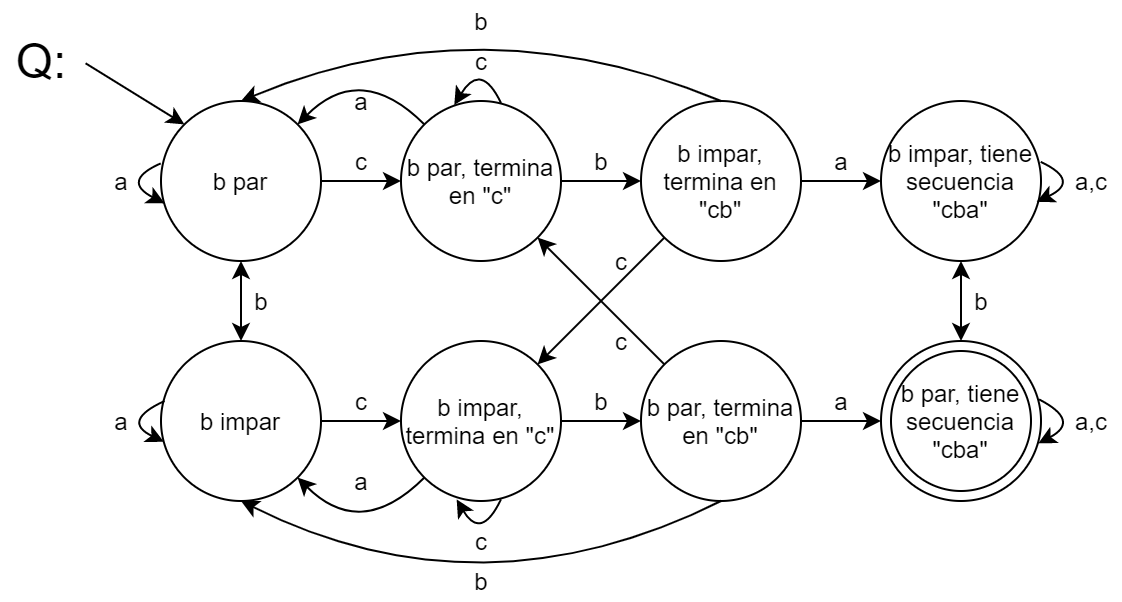 b
Q:
c
a
a
b par
c
b par, termina
en "c"
b
b impar,
termina en
"cb"
a
b impar, tiene
secuencia
"cba"
a,c
c
b
b
c
a
b impar
c
b impar,
termina en "c"
b
b par, termina
en "cb"
a
b par, tiene
secuencia
"cba"
a,c
a
c
b